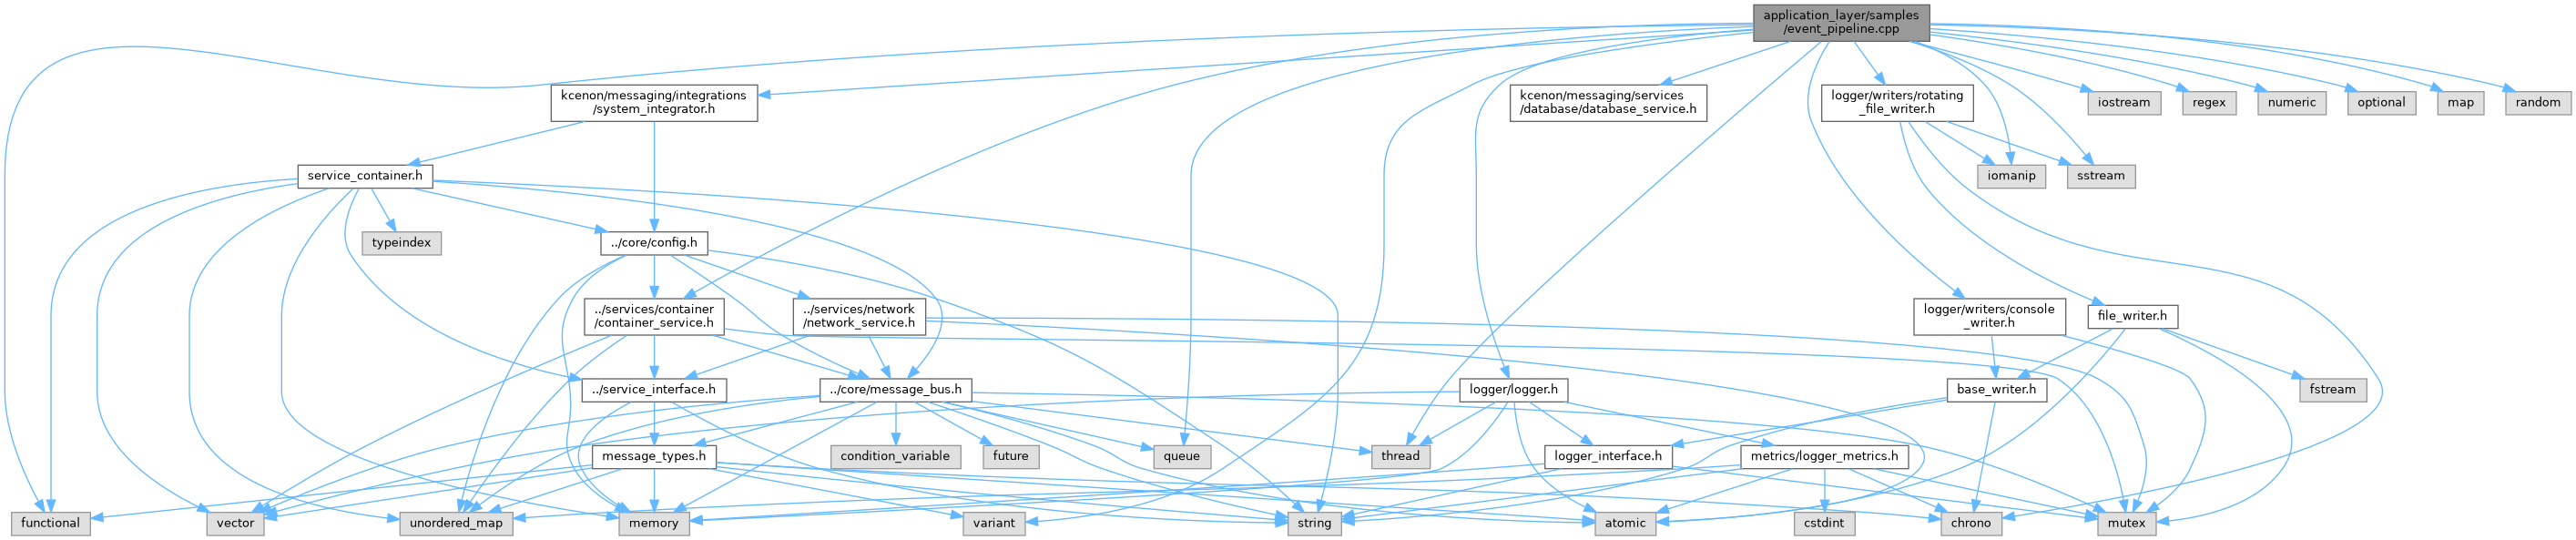 application_layer/samples
/event_pipeline.cpp
kcenon/messaging/integrations
/system_integrator.h
kcenon/messaging/services
/database/database_service.h
logger/writers/rotating
_file_writer.h
iostream
regex
numeric
optional
map
random
service_container.h
iomanip
sstream
typeindex
../core/config.h
../services/container
/container_service.h
../services/network
/network_service.h
logger/writers/console
_writer.h
file_writer.h
../service_interface.h
../core/message_bus.h
logger/logger.h
base_writer.h
fstream
message_types.h
condition_variable
future
queue
thread
logger_interface.h
metrics/logger_metrics.h
functional
vector
unordered_map
memory
variant
string
atomic
cstdint
chrono
mutex